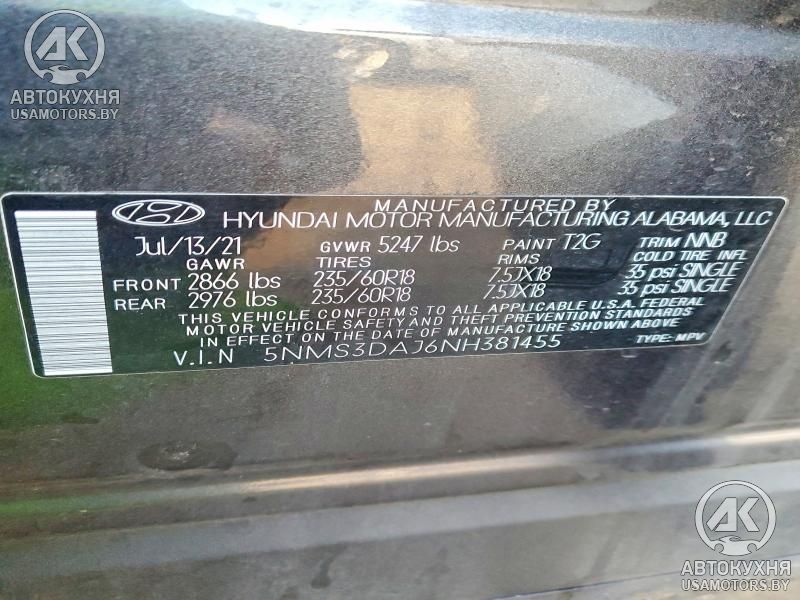 AK
АВТОКУХНЯ
USAMOTORS.BY
MANUFACTURED BY
HYUNDAI MOTOR MANUFACTURING ALABAMA, LLC
Jul/13/21 GVWR 5247 lbs PAINT T2G TRIM NNB
GAWR TIRES RIMS COLD TIRE INFL
FRONT 2866 lbs 235/60R18 7.5JX18 35 psi SINGLE
REAR 2976 lbs 235/60R18 7.5JX18 35 psi SINGLE
THIS VEHICLE CONFORMS TO ALL APPLICABLE U.S.A. FEDERAL
MOTOR VEHICLE SAFETY AND THEFT PREVENTION STANDARDS
IN EFFECT ON THE DATE OF MANUFACTURE SHOWN ABOVE.
V.I.N 5NMS3DAJ6NH381455 TYPE: MPV
AK
АВТОКУХНЯ
USAMOTORS.BY